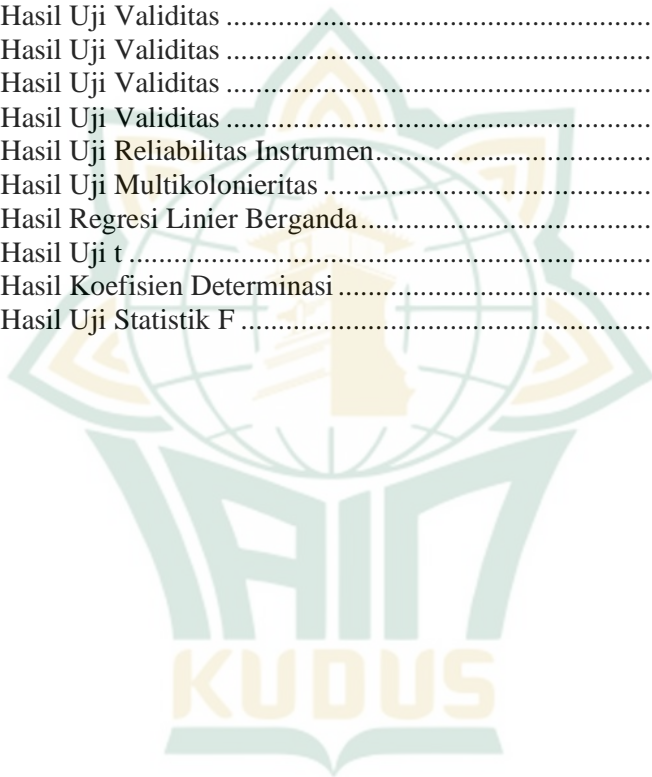 Hasil Uji Validitas ........................................................
Hasil Uji Validitas ........................................................
Hasil Uji Validitas ........................................................
Hasil Uji Validitas ........................................................
Hasil Uji Reliabilitas Instrumen....................................
Hasil Uji Multikolonieritas ...........................................
Hasil Regresi Linier Berganda......................................
Hasil Uji t .....................................................................
Hasil Koefisien Determinasi .........................................
Hasil Uji Statistik F ......................................................
IAIN
KUDUS